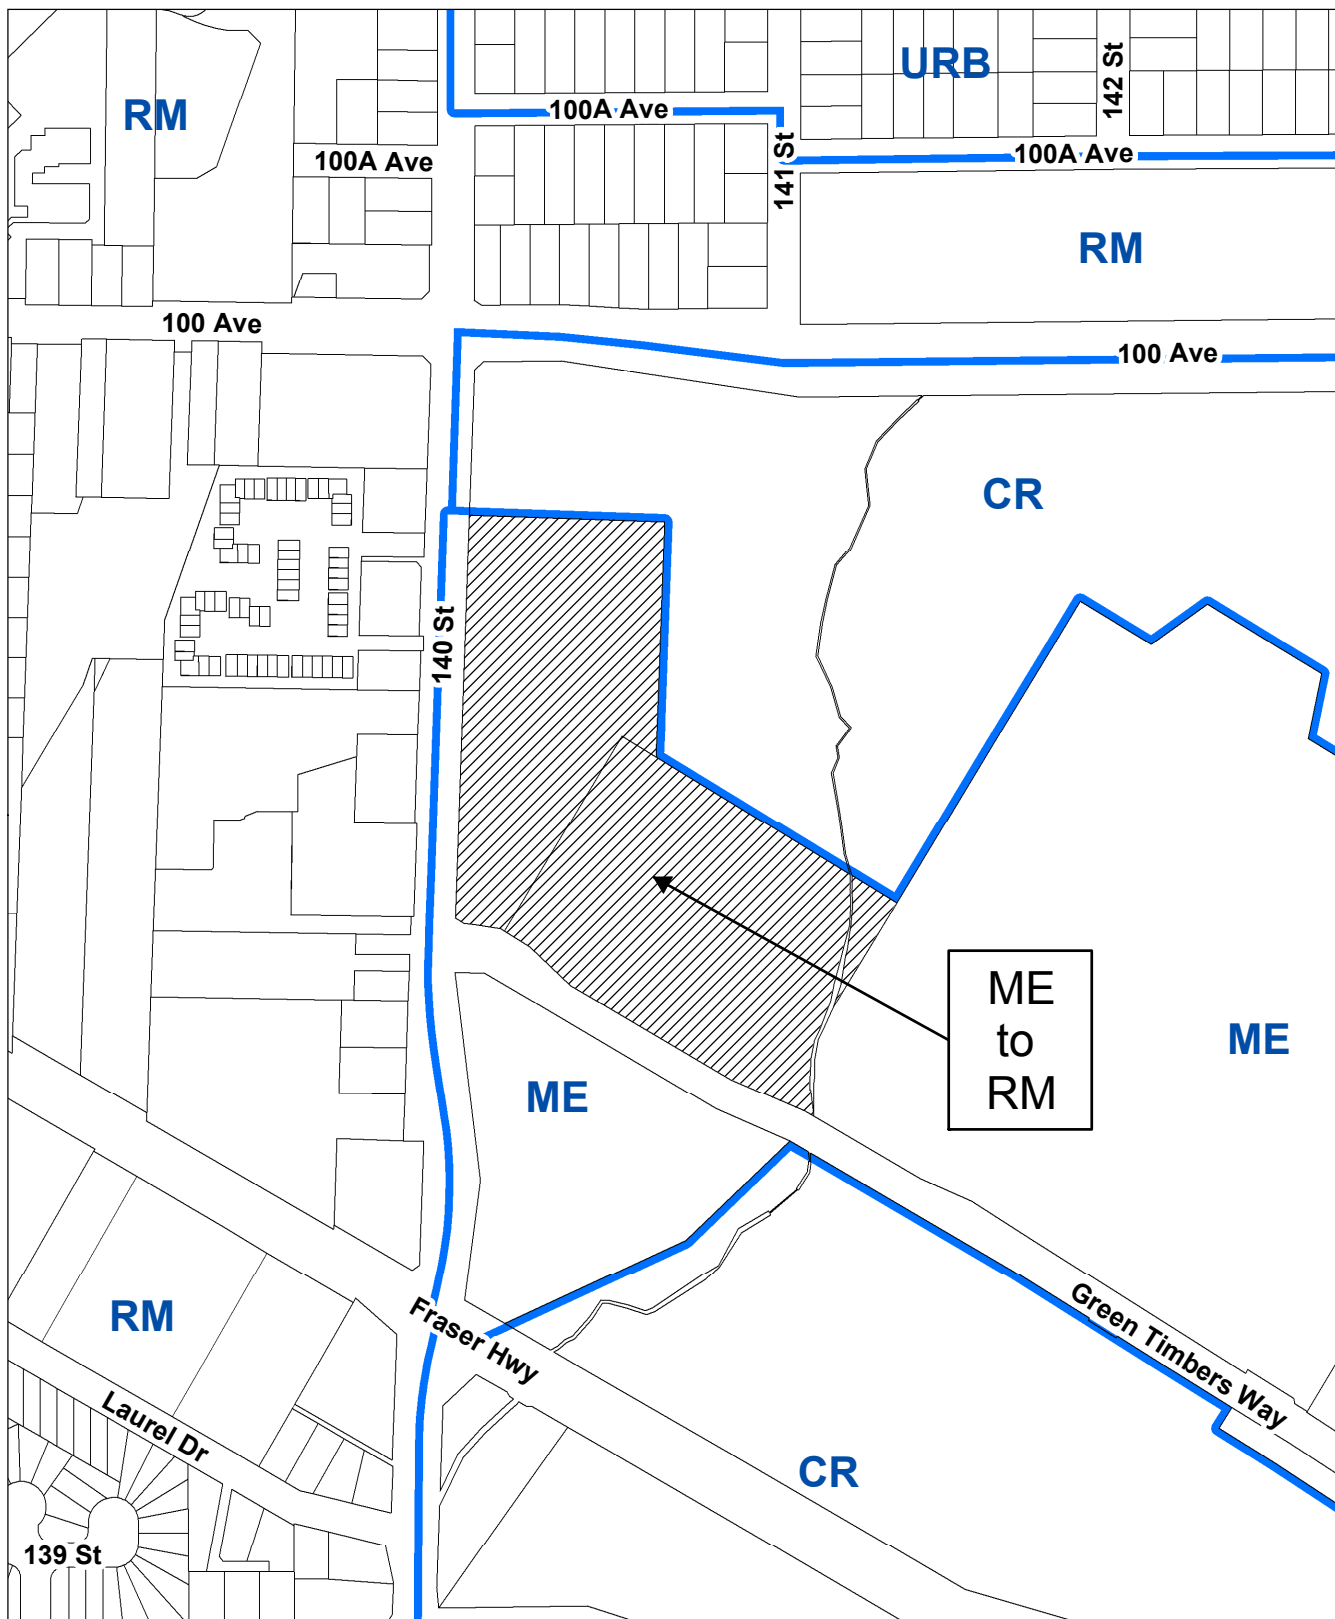 URB
142 St
RM
100A Ave
100A Ave
100A Ave
141 St
RM
100 Ave
100 Ave
CR
140 St
ME
to
RM
ME
ME
RM
Fraser Hwy
Green Timbers Way
Laurel Dr
CR
139 St